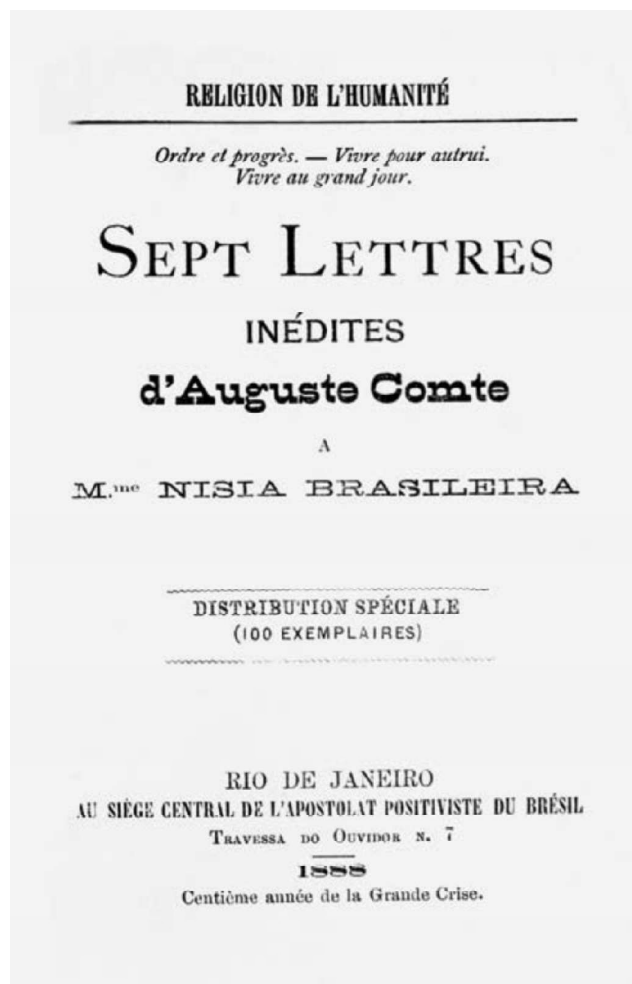 RELIGION DE L'HUMANITÉ
Ordre et progrès. — Vivre pour autrui.
Vivre au grand jour.
SEPT LETTRES
INÉDITES
d'Auguste Comte
A
M.me NISIA BRASILEIRA
DISTRIBUTION SPÉCIALE
(100 EXEMPLAIRES)
RIO DE JANEIRO
AU SIÈGE CENTRAL DE L'APOSTOLAT POSITIVISTE DU BRÉSIL
TRAVESSA DO OUVIDOR N. 7
1888
Centième année de la Grande Crise.